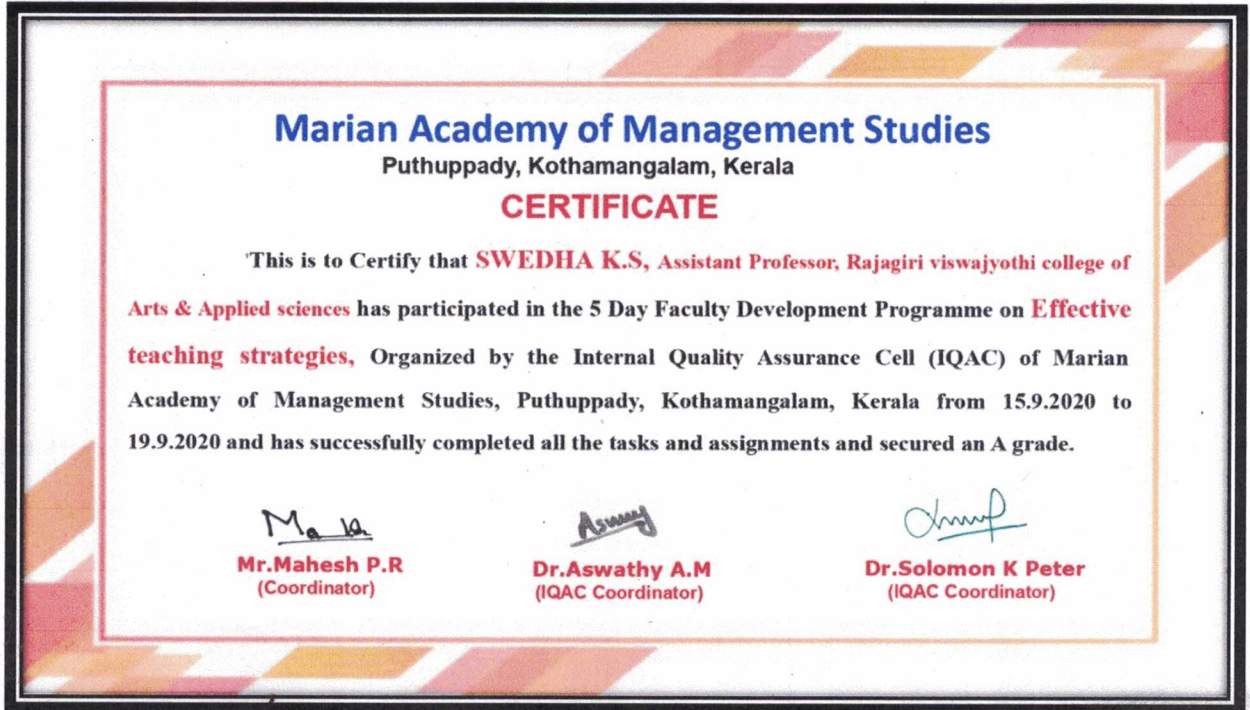 Marian Academy of Management Studies
Puthuppady, Kothamangalam, Kerala
CERTIFICATE
This is to Certify that SWEDHA K.S, Assistant Professor, Rajagiri viswajyothi college of
Arts & Applied sciences has participated in the 5 Day Faculty Development Programme on Effective
teaching strategies, Organized by the Internal Quality Assurance Cell (IQAC) of Marian
Academy of Management Studies, Puthuppady, Kothamangalam, Kerala from 15.9.2020 to
19.9.2020 and has successfully completed all the tasks and assignments and secured an A grade.
Mr.Mahesh P.R Dr.Aswathy A.M Dr.Solomon K Peter
(Coordinator) (IQAC Coordinator) (IQAC Coordinator)